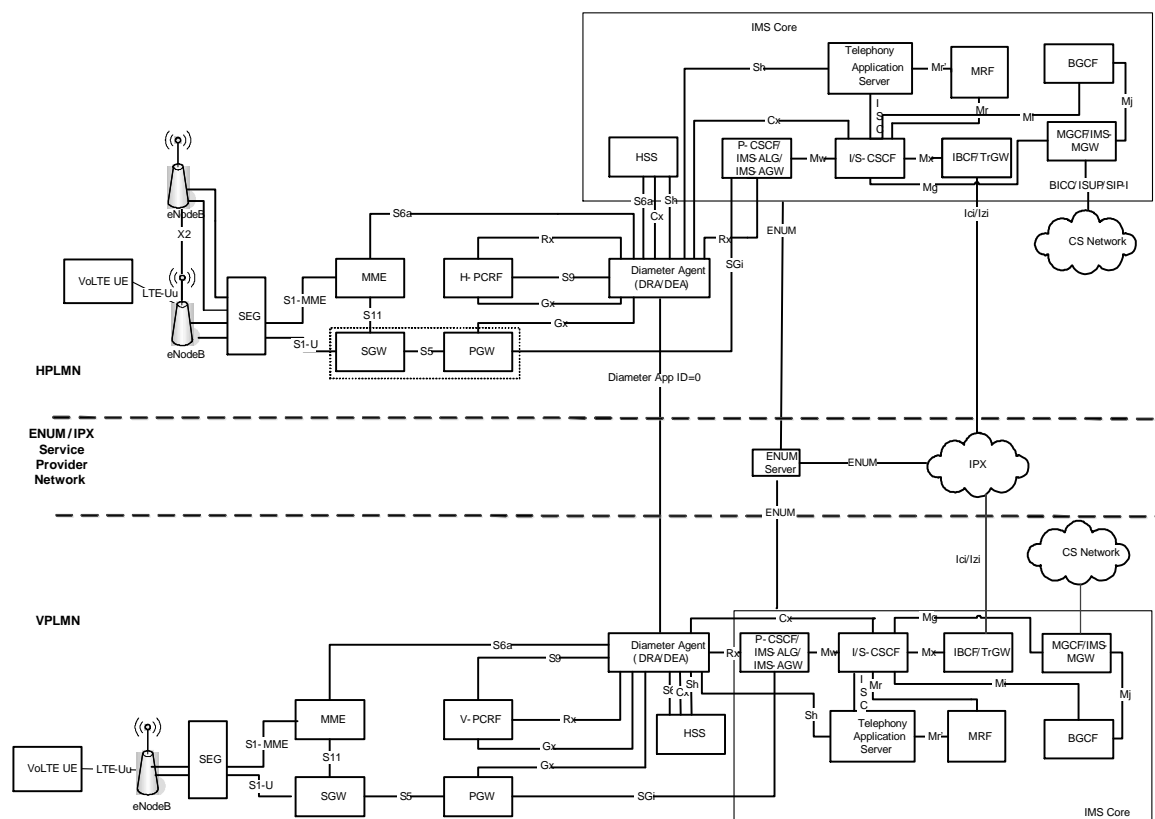 IMS Core
Telephony
Application
Server
Mr'
MRF
BGCF
Sh
I
S
C
Mr
Mi
Mj
Cx
HSS
P- CSCF/
IMS-ALG/
IMS-AGW
Mw
I/S-CSCF
Mx
IBCF/TrGW
MGCF/IMS-
MGW
Mg
BICC/ISUP/SIP-I
S6a
Cx
Sh
eNodeB
S6a
Rx
Rx
ENUM
Ici/Izi
CS Network
X2
SGi
VoLTE UE
LTE-Uu
SEG
S1-MME
MME
H- PCRF
S9
Diameter Agent
(DRA/DEA)
Gx
S11
Gx
eNodeB
S1-U
SGW
S5
PGW
HPLMN
Diameter App ID=0
ENUM / IPX
Service
Provider
Network
ENUM
Server
ENUM
IPX
ENUM
CS Network
Ici/Izi
VPLMN
Cx
Mg
S6a
Diameter Agent
(DRA/DEA)
Rx
P-CSCF/
IMS-ALG/
IMS-AGW
Mw
I/S-CSCF
Mx
IBCF/TrGW
MGCF/IMS-
MGW
S9
Sh
Cx
I
S
C
Mr
Mi
Mj
MME
V- PCRF
Rx
Sh
HSS
Telephony
Application
Server
Mr'
MRF
BGCF
S1-MME
Gx
VoLTE UE
LTE-Uu
SEG
S11
Gx
S1-U
SGW
S5
PGW
SGi
eNodeB
IMS Core